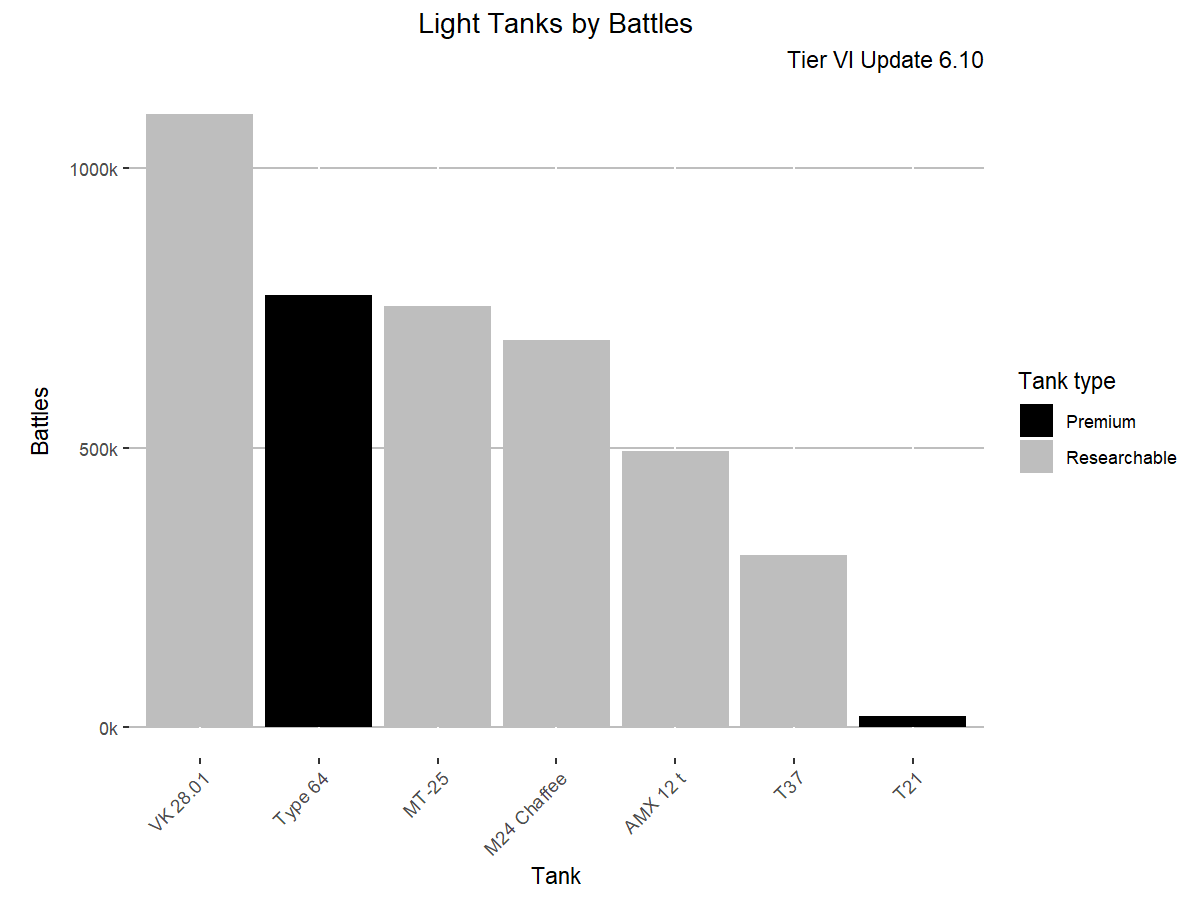 Light Tanks by Battles
Tier VI Update 6.10
1000k
500k
0k
Battles
VK 28.01
Type 64
MT-25
M24 Chaffee
AMX 12 t
T37
T21
Tank
Tank type
Premium
Researchable